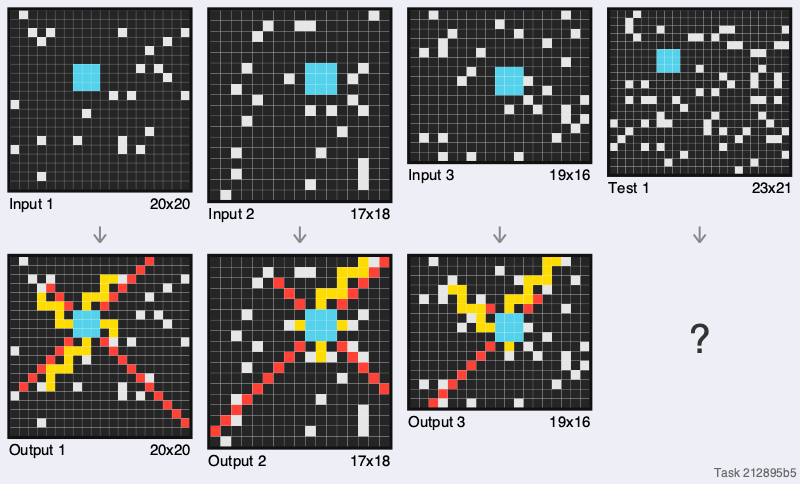 Input 1 20x20
Input 2 17x18
Input 3 19x16
Test 1 23x21
?
Output 1 20x20
Output 2 17x18
Output 3 19x16
Task 212895b5